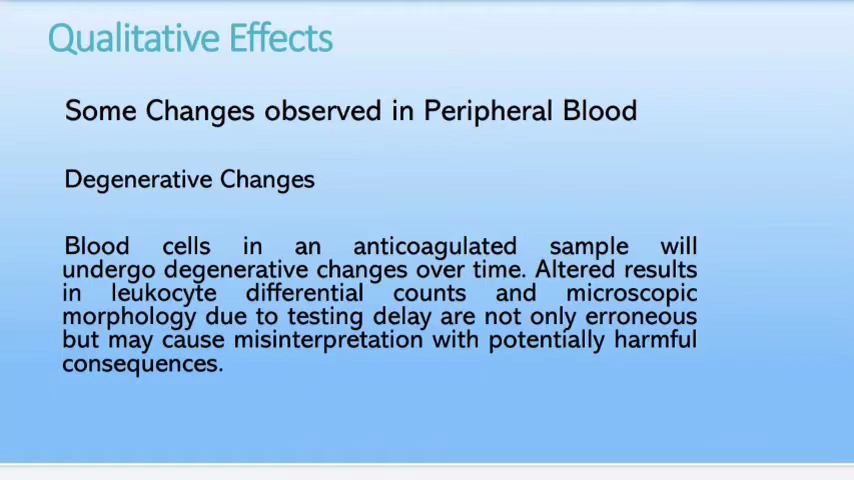 Qualitative Effects
Some Changes observed in Peripheral Blood
Degenerative Changes
Blood cells in an anticoagulated sample will
undergo degenerative changes over time. Altered results
in leukocyte differential counts and microscopic
morphology due to testing delay are not only erroneous
but may cause misinterpretation with potentially harmful
consequences.